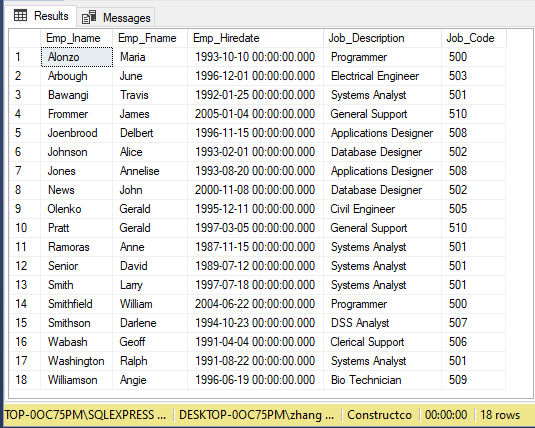 Results Messages
Emp_lname Emp_Fname Emp_Hiredate Job_Description Job_Code
1 Alonzo Maria 1993-10-10 00:00:00.000 Programmer 500
2 Arbough June 1996-12-01 00:00:00.000 Electrical Engineer 503
3 Bawangi Travis 1992-01-25 00:00:00.000 Systems Analyst 501
4 Frommer James 2005-01-04 00:00:00.000 General Support 510
5 Joenbrood Delbert 1996-11-15 00:00:00.000 Applications Designer 508
6 Johnson Alice 1993-02-01 00:00:00.000 Database Designer 502
7 Jones Annelise 1993-08-20 00:00:00.000 Applications Designer 508
8 News John 2000-11-08 00:00:00.000 Database Designer 502
9 Olenko Gerald 1995-12-11 00:00:00.000 Civil Engineer 505
10 Pratt Gerald 1997-03-05 00:00:00.000 General Support 510
11 Ramoras Anne 1987-11-15 00:00:00.000 Systems Analyst 501
12 Senior David 1989-07-12 00:00:00.000 Systems Analyst 501
13 Smith Larry 1997-07-18 00:00:00.000 Systems Analyst 501
14 Smithfield William 2004-06-22 00:00:00.000 Programmer 500
15 Smithson Darlene 1994-10-23 00:00:00.000 DSS Analyst 507
16 Wabash Geoff 1991-04-04 00:00:00.000 Clerical Support 506
17 Washington Ralph 1991-08-22 00:00:00.000 Systems Analyst 501
18 Williamson Angie 1996-06-19 00:00:00.000 Bio Technician 509
TOP-0OC75PM\SQLEXPRESS ... DESKTOP-0OC75PM\zhang ... Constructco 00:00:00 18 rows